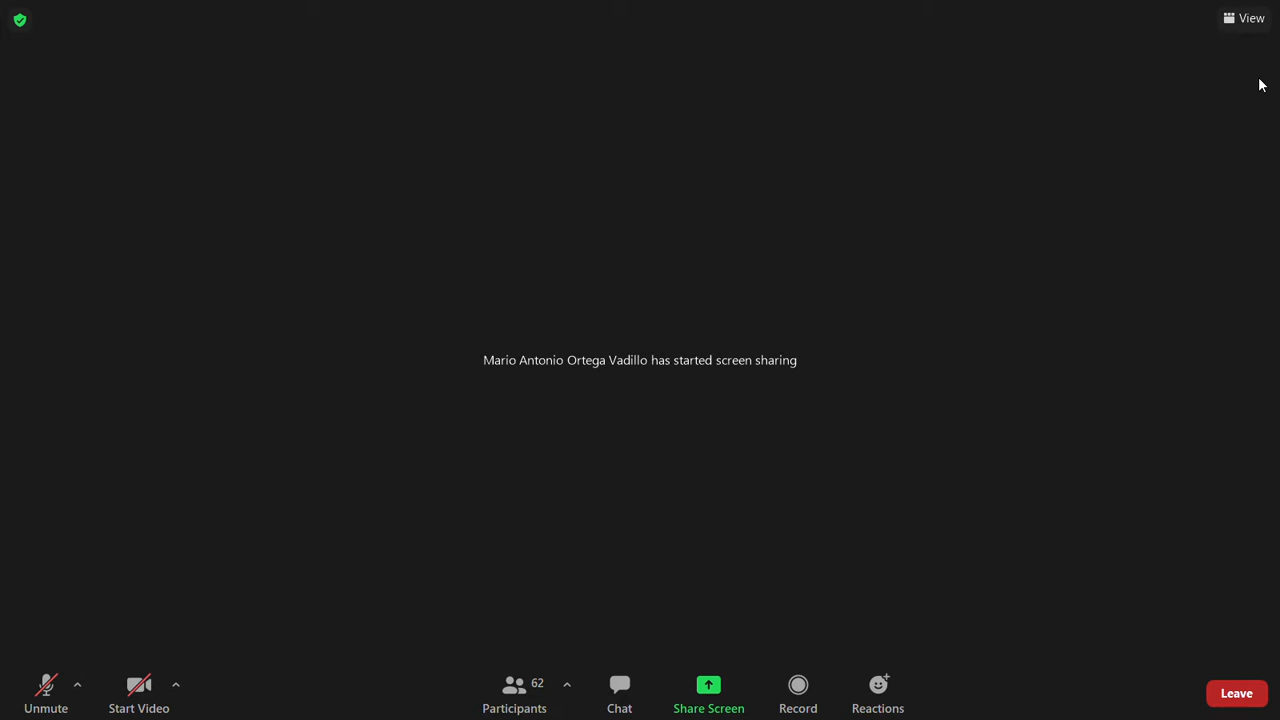 View
Mario Antonio Ortega Vadillo has started screen sharing
62
Unmute
Start Video
Participants
Chat
Share Screen
Record
Reactions
Leave